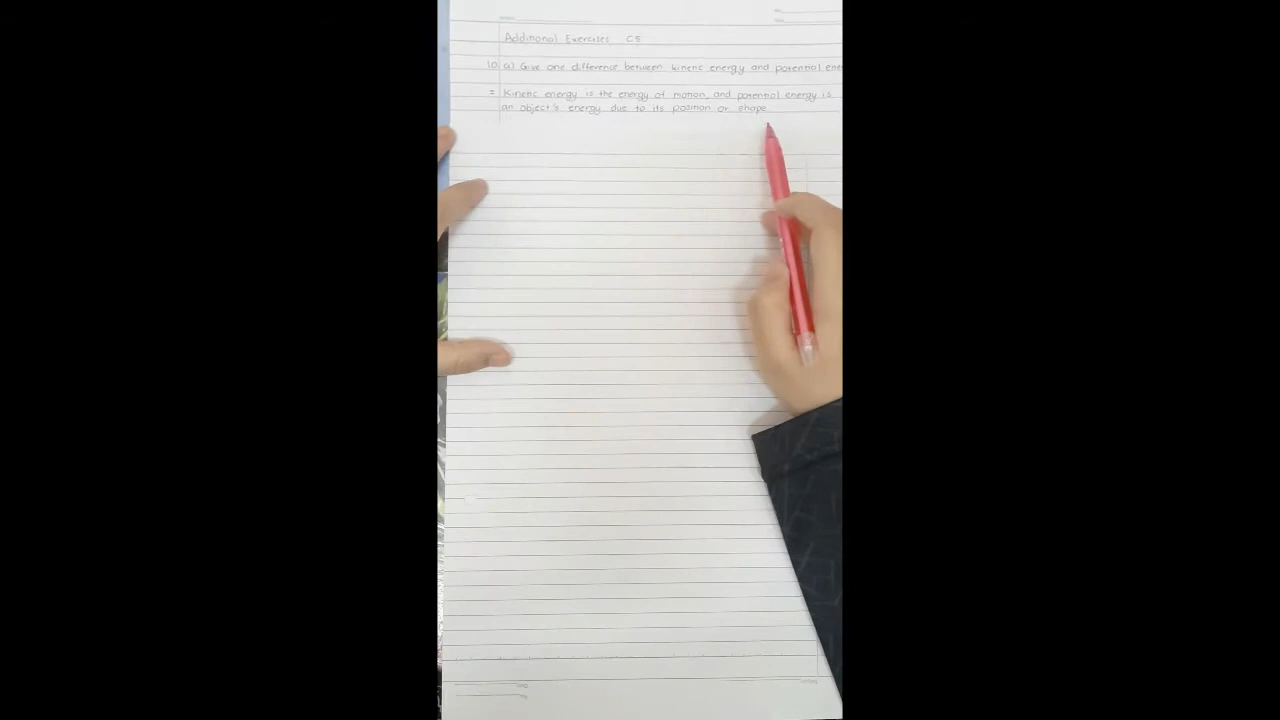 Additional Exercises C5
10. a) Give one difference between kinetic energy and potential ene
= Kinetic energy is the energy of motion, and potential energy is
an object's energy due to its position or shape.